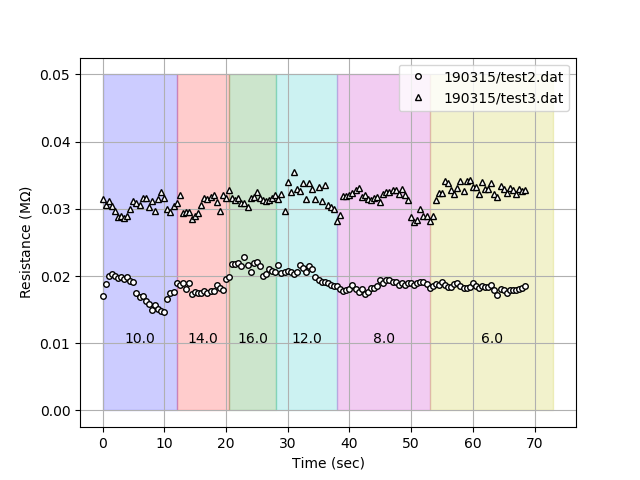 0.05
190315/test2.dat
190315/test3.dat
0.04
0.03
Resistance (MΩ)
0.02
0.01
10.0 14.0 16.0 12.0 8.0 6.0
0.00
0 10 20 30 40 50 60 70
Time (sec)